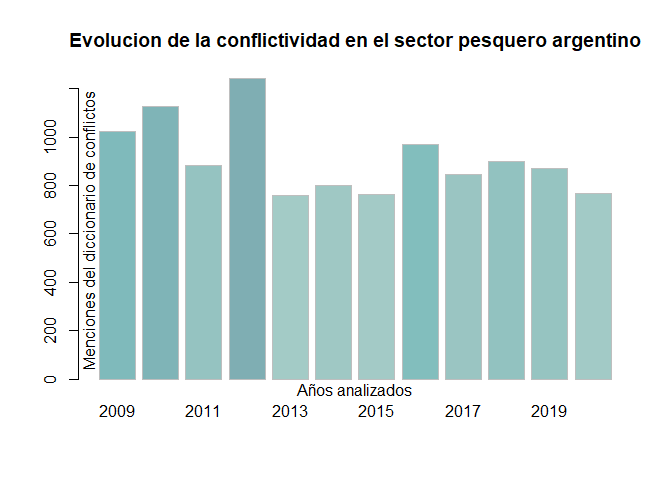 Evolucion de la conflictividad en el sector pesquero argentino
Menciones del diccionario de conflictos
1000
800
600
400
200
0
Años analizados
2009 2011 2013 2015 2017 2019